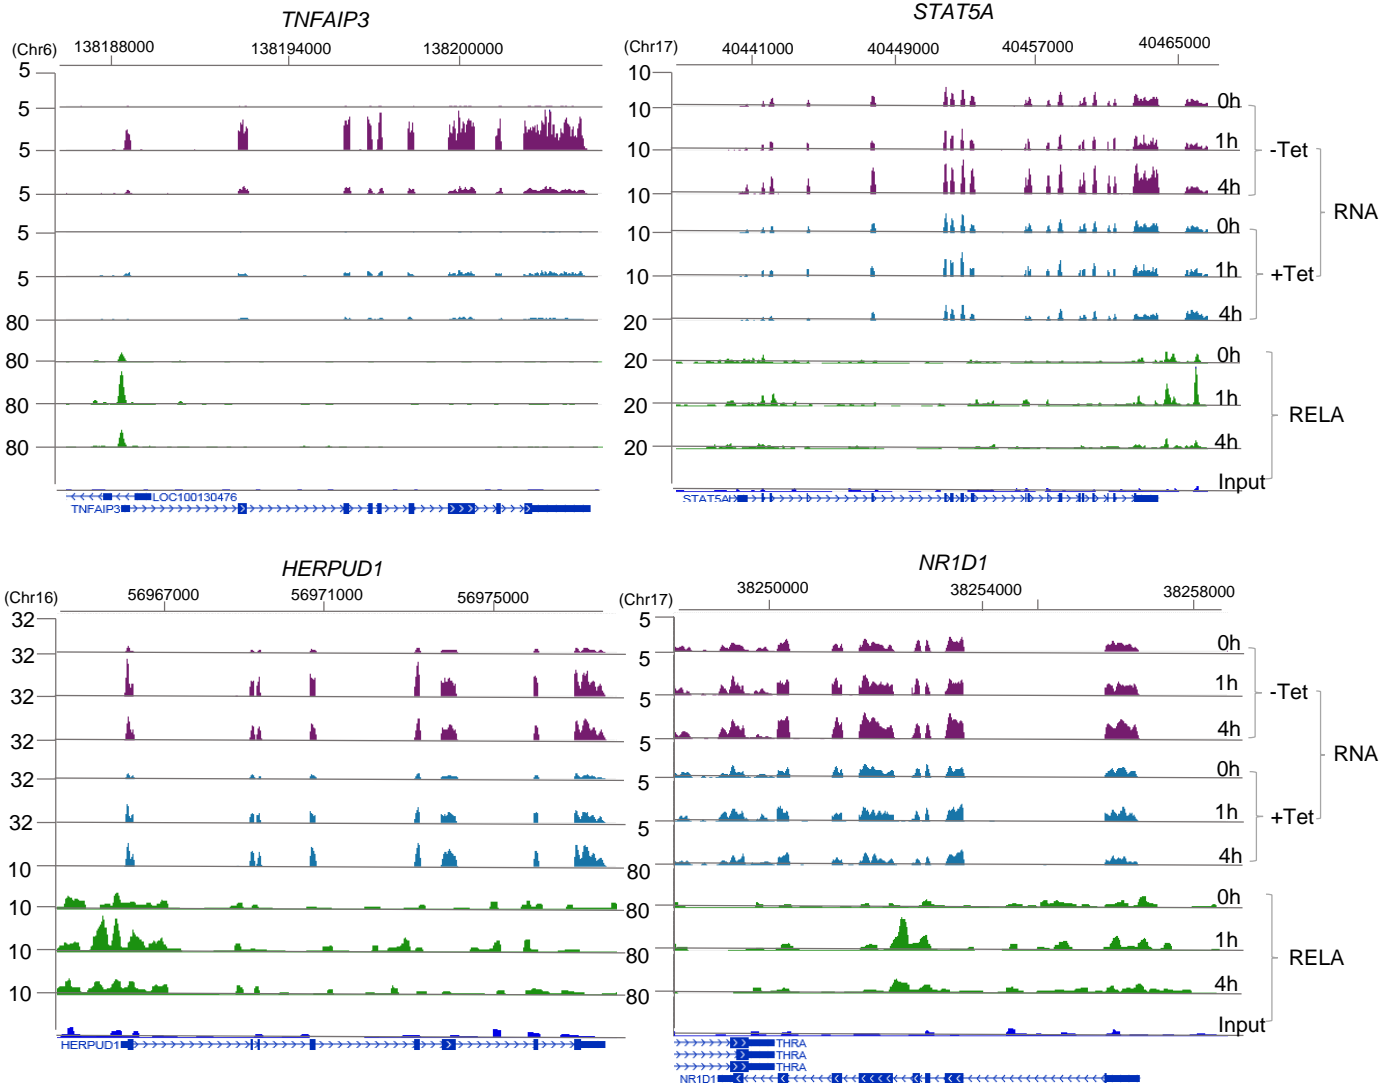 TNFAIP3
(Chr6) 138188000 138194000 138200000
5
5
5
5
5
5
80
80
80
80
LOC100130476
TNFAIP3
STAT5A
(Chr17) 40441000 40449000 40457000 40465000
10
10 0h
10 1h
10 4h
10 0h
10 1h
20 4h
20 0h
20 1h
20 4h
Input
-Tet
+Tet
RNA
RELA
STAT5A
HERPUD1
(Chr16) 56967000 56971000 56975000
32
32
32
32
32
32
10
10
10
10
HERPUD1
NR1D1
(Chr17) 38250000 38254000 38258000
5
5 0h
5 1h
5 4h
5 0h
5 1h
80 4h
80 0h
80 1h
80 4h
Input
-Tet
+Tet
RNA
RELA
THRA
THRA
THRA
NR1D1